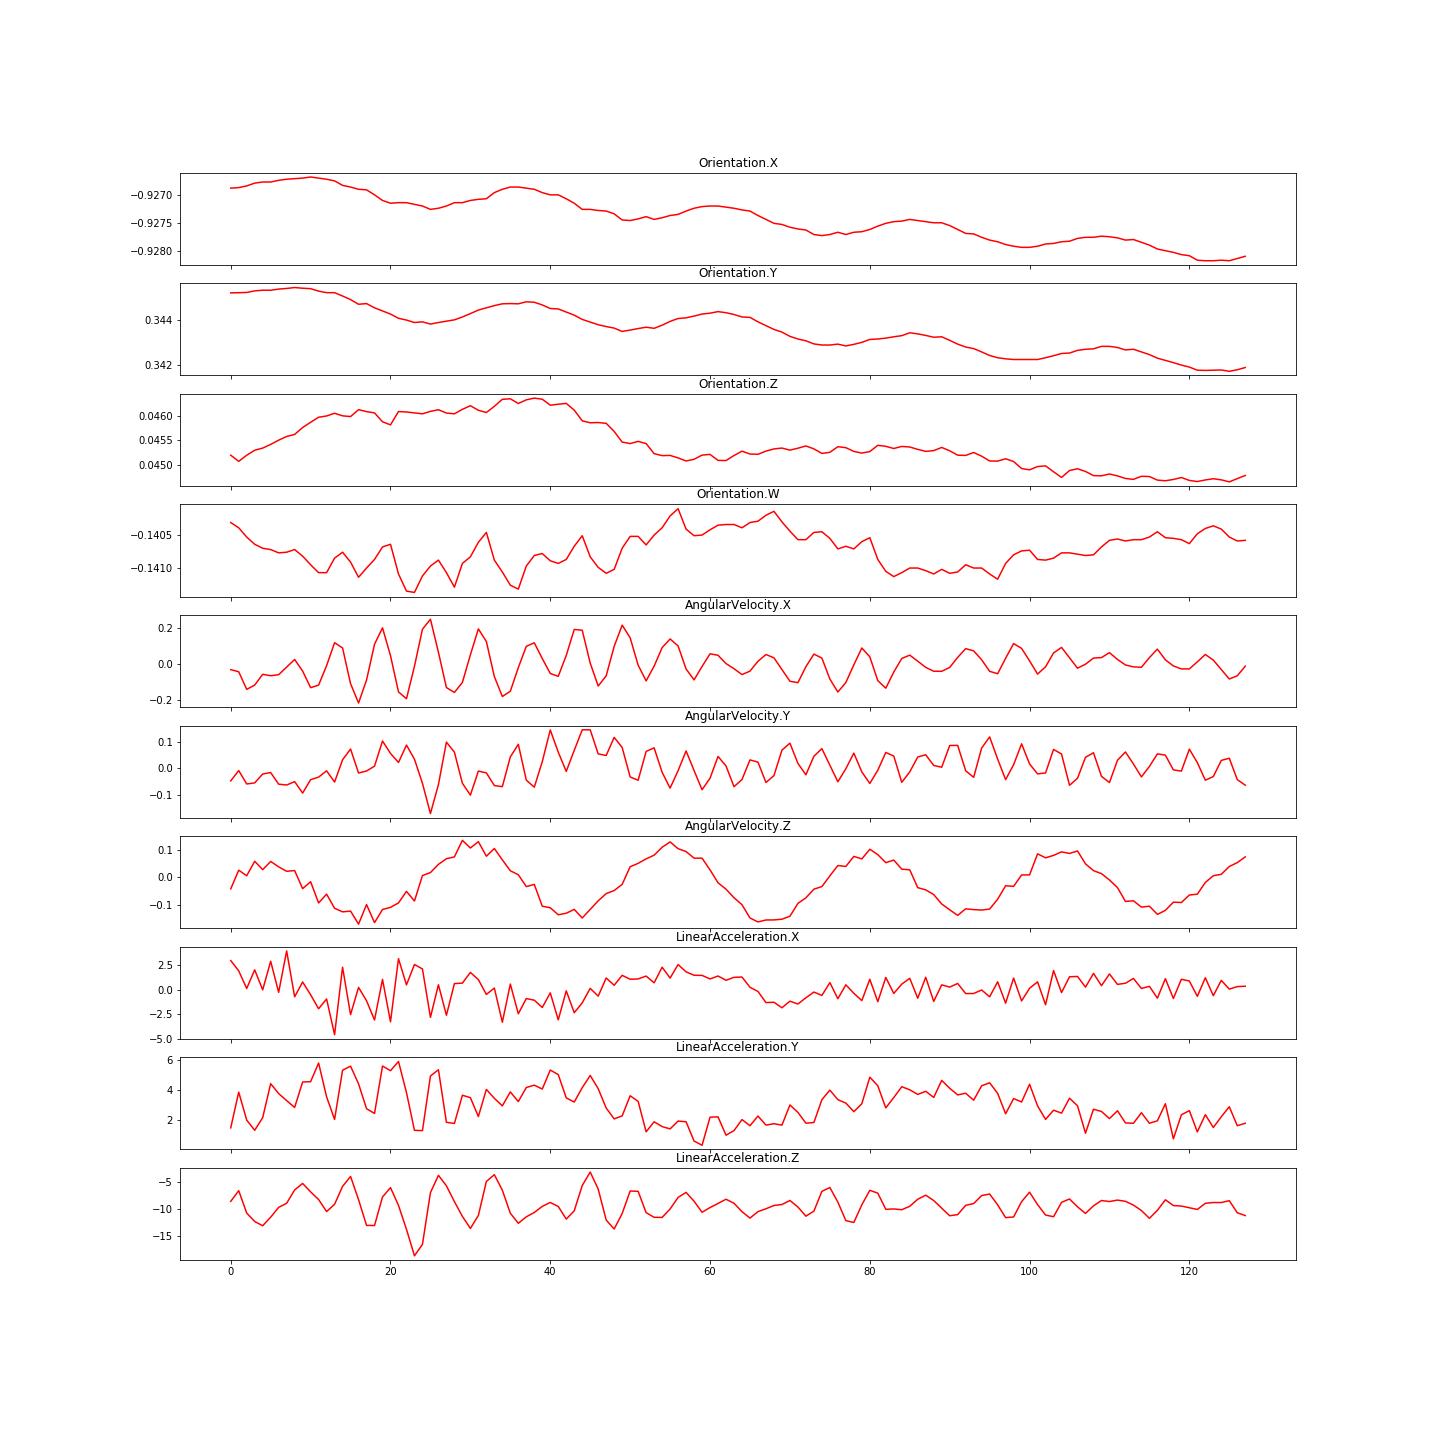 Orientation.X
−0.9270
−0.9275
−0.9280
Orientation.Y
0.344
0.342
Orientation.Z
0.0460
0.0455
0.0450
Orientation.W
−0.1405
−0.1410
AngularVelocity.X
0.2
0.0
−0.2
AngularVelocity.Y
0.1
0.0
−0.1
AngularVelocity.Z
0.1
0.0
−0.1
LinearAcceleration.X
2.5
0.0
−2.5
−5.0
LinearAcceleration.Y
6
4
2
LinearAcceleration.Z
−5
−10
−15
0 20 40 60 80 100 120